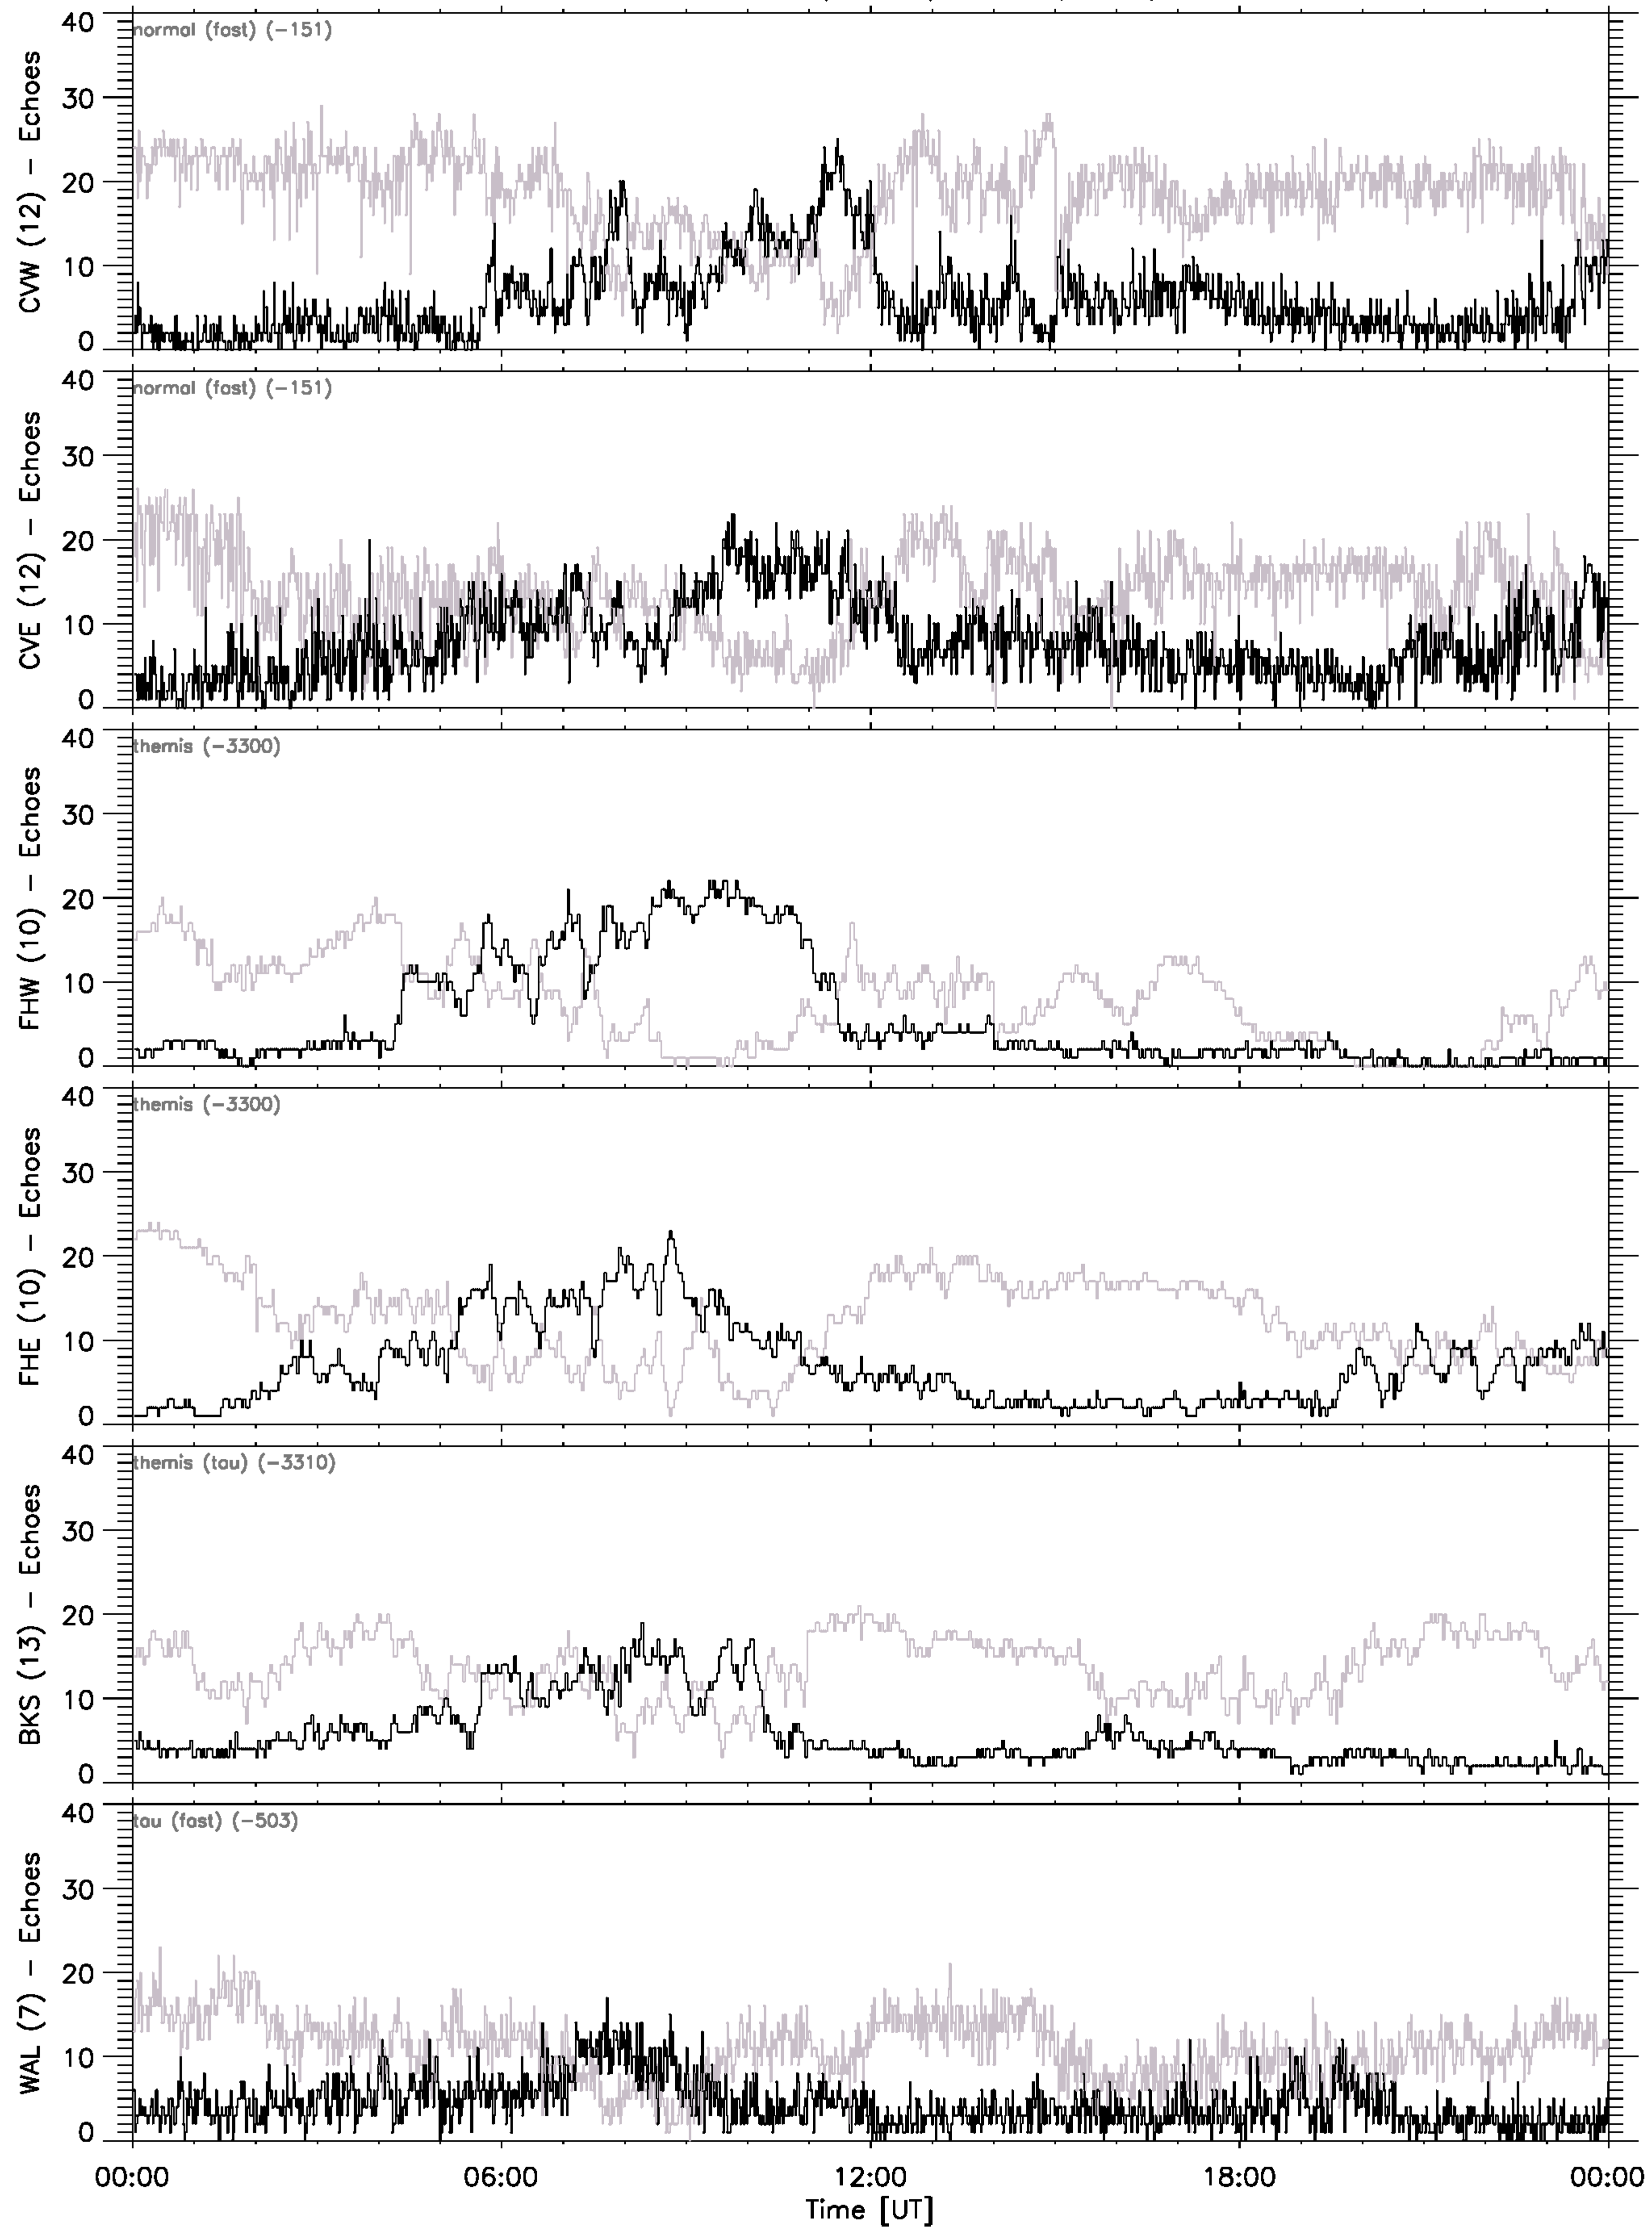 CVW (12) – Echoes
normal (fast) (–151)
40
30
20
10
0
CVE (12) – Echoes
normal (fast) (–151)
40
30
20
10
0
FHW (10) – Echoes
themis (–3300)
40
30
20
10
0
FHE (10) – Echoes
themis (–3300)
40
30
20
10
0
BKS (13) – Echoes
themis (tau) (–3310)
40
30
20
10
0
WAL (7) – Echoes
tau (fast) (–503)
40
30
20
10
0
00:00 06:00 12:00 18:00 00:00
Time [UT]